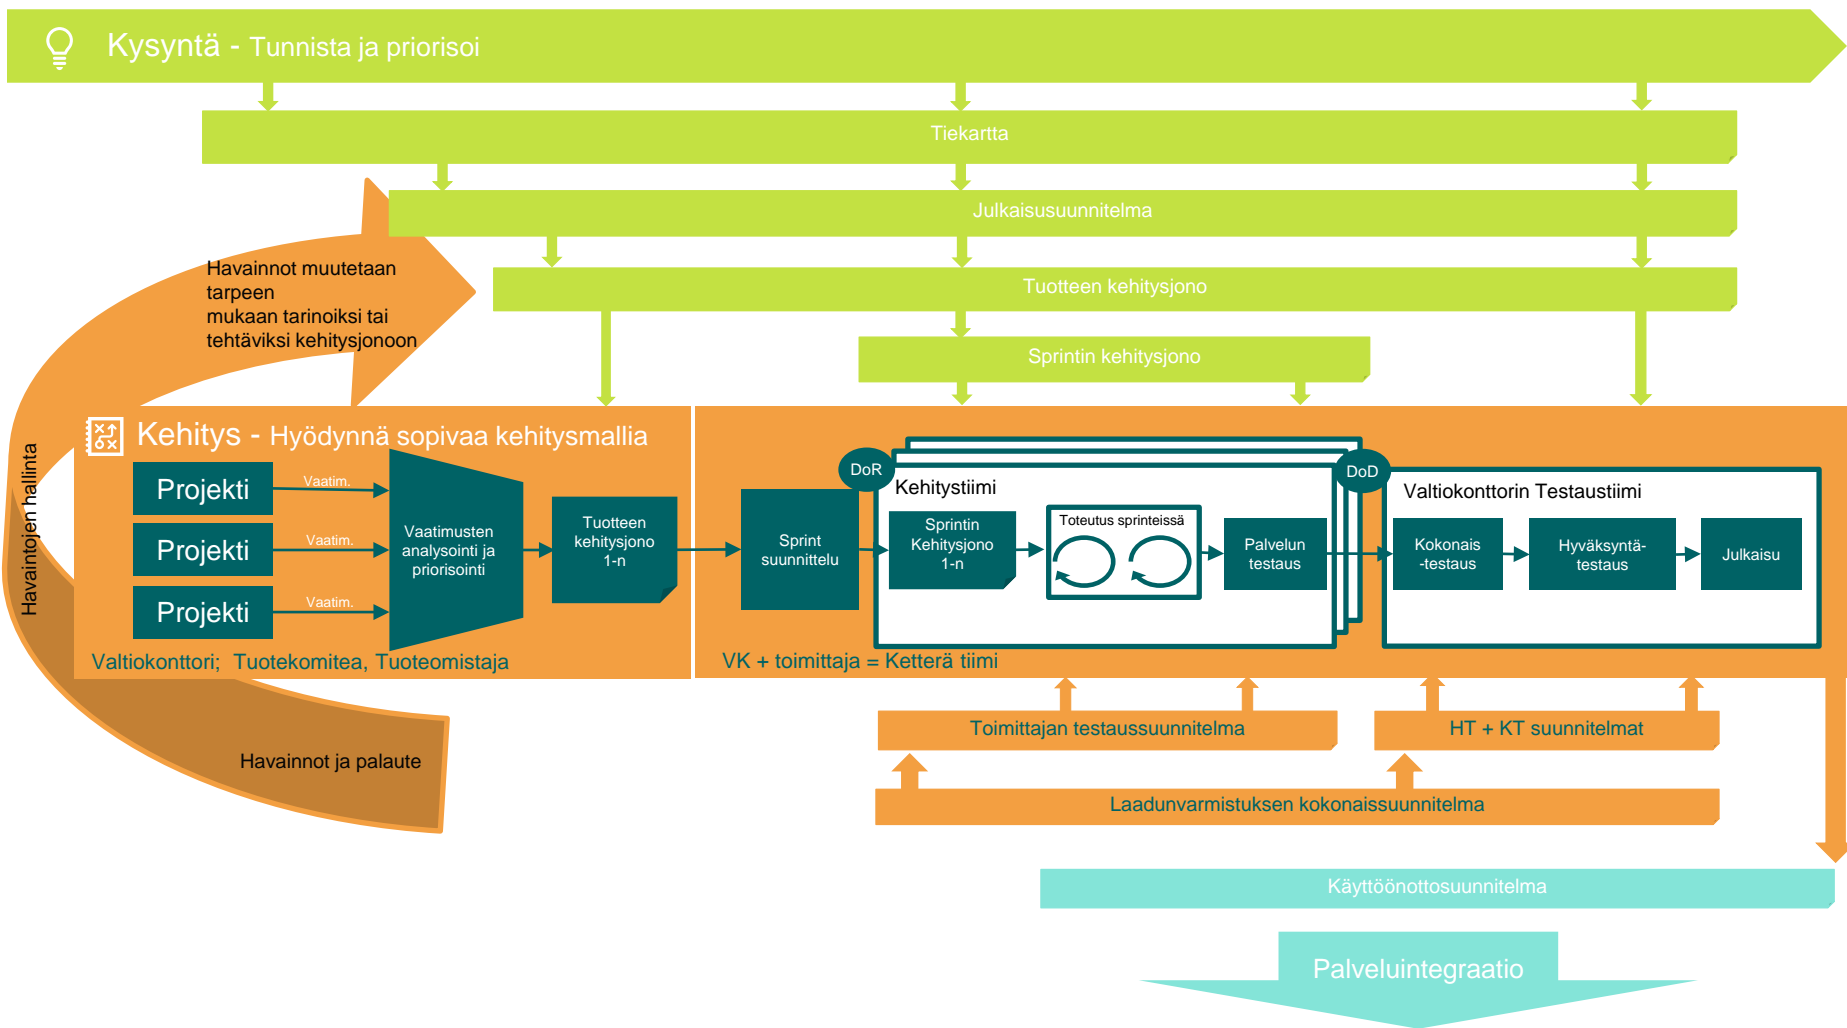 Kysyntä - Tunnista ja priorisoi
Tiekartta
Julkaisusuunnitelma
Havainnot muutetaan
tarpeen
mukaan tarinoiksi tai
tehtäviksi kehitysjonoon
Tuotteen kehitysjono
Sprintin kehitysjono
Havaintojen hallinta
Kehitys - Hyödynnä sopivaa kehitysmallia
Projekti
Vaatim.
Projekti
Vaatim.
Projekti
Vaatim.
Vaatimusten
analysointi ja
priorisointi
Tuotteen
kehitysjono
1-n
Valtiokonttori;  Tuotekomitea, Tuoteomistaja
Sprint
suunnittelu
DoR
Kehitystiimi
Sprintin
Kehitysjono
1-n
Toteutus sprinteissä
Palvelun
testaus
DoD
Valtiokonttorin Testaustiimi
Kokonais
-testaus
Hyväksyntä-
testaus
Julkaisu
VK + toimittaja = Ketterä tiimi
Toimittajan testaussuunnitelma
HT + KT suunnitelmat
Havainnot ja palaute
Laadunvarmistuksen kokonaissuunnitelma
Käyttöönottosuunnitelma
Palveluintegraatio